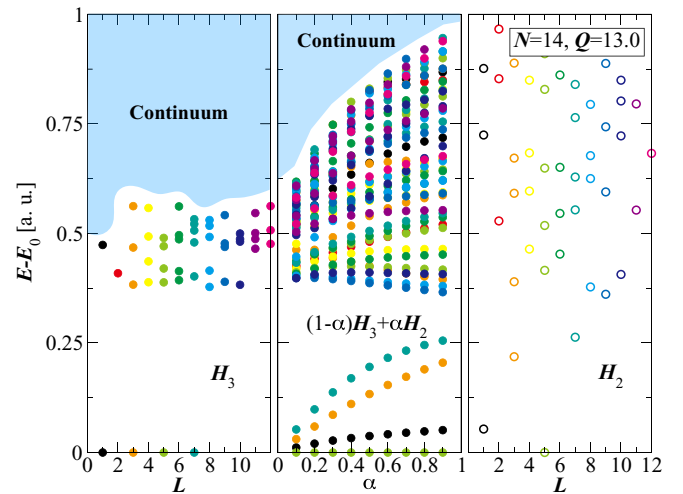 E-E0 [a. u.]
1
0.75
0.5
0.25
0
Continuum
H3
0 2 4 6 8 10
L
Continuum
(1-α)H3+αH2
0 0.2 0.4 0.6 0.8 1
α
N=14, Q=13.0
H2
2 4 6 8 10 12
L